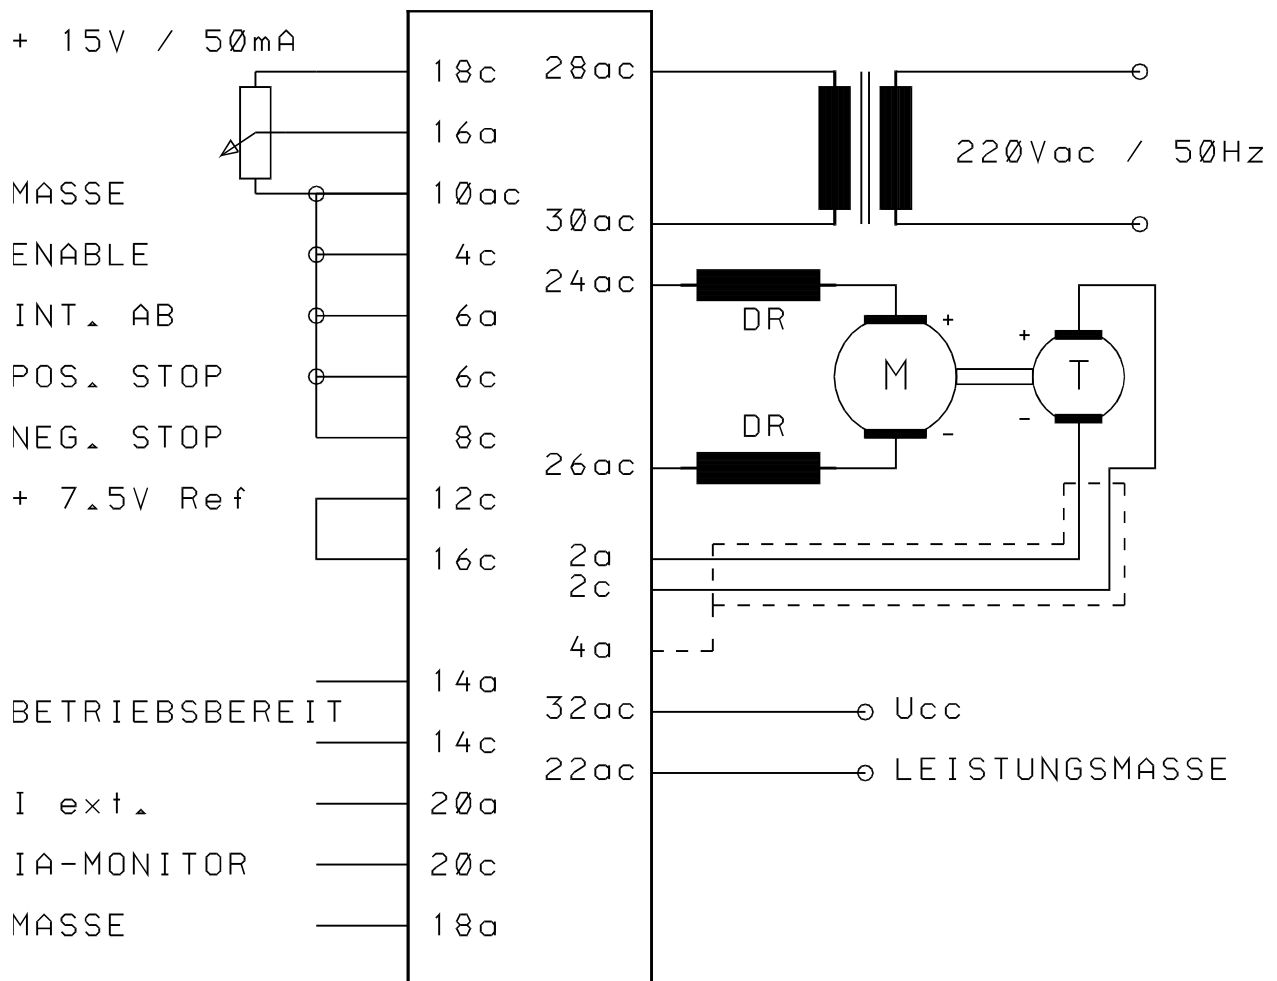 + 15V / 50mA
18c
28ac
16a
220Vac / 50Hz
MASSE
10ac
30ac
ENABLE
4c
24ac
DR
INT. AB
6a
+
+
M
T
POS. STOP
6c
-
-
DR
NEG. STOP
8c
26ac
+ 7.5V Ref
12c
16c
2a
2c
4a
14a
BETRIEBSBEREIT
32ac
Ucc
14c
22ac
LEISTUNGSMASSE
I ext.
20a
IA-MONITOR
20c
MASSE
18a